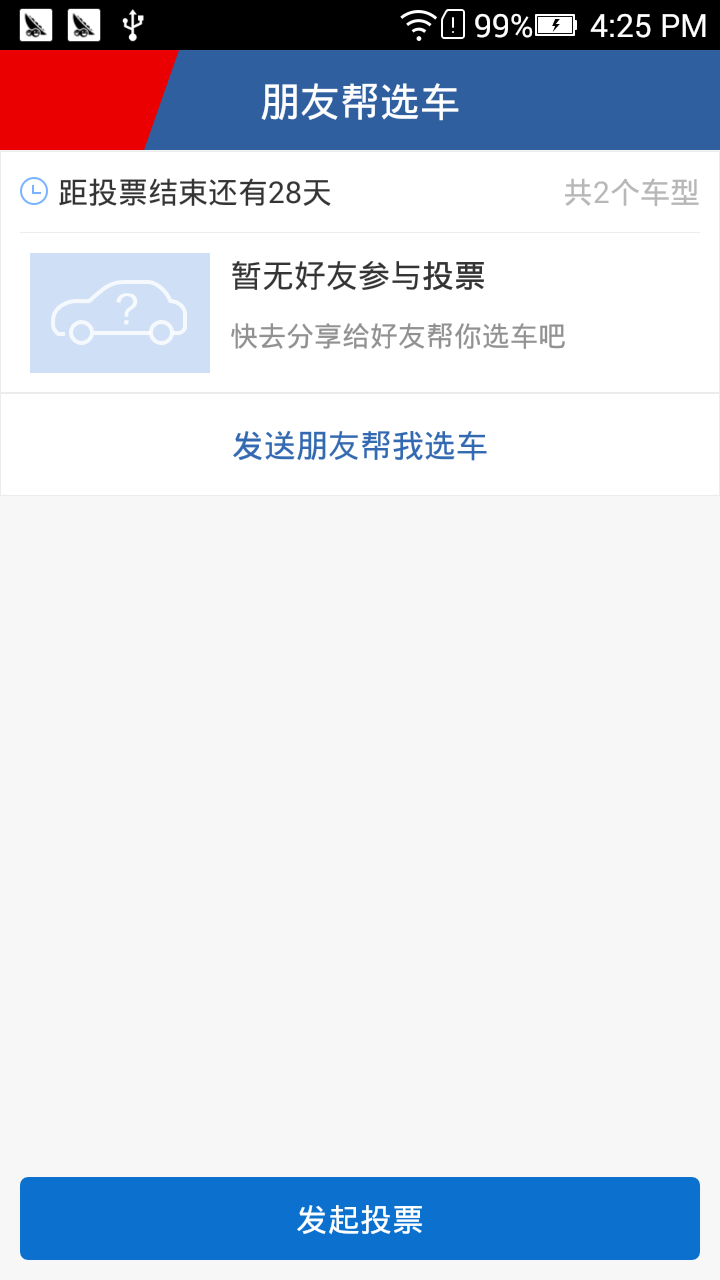 99% 4:25 PM
朋友帮选车
距投票结束还有28天 共2个车型
?
暂无好友参与投票
快去分享给好友帮你选车吧
发送朋友帮我选车
发起投票